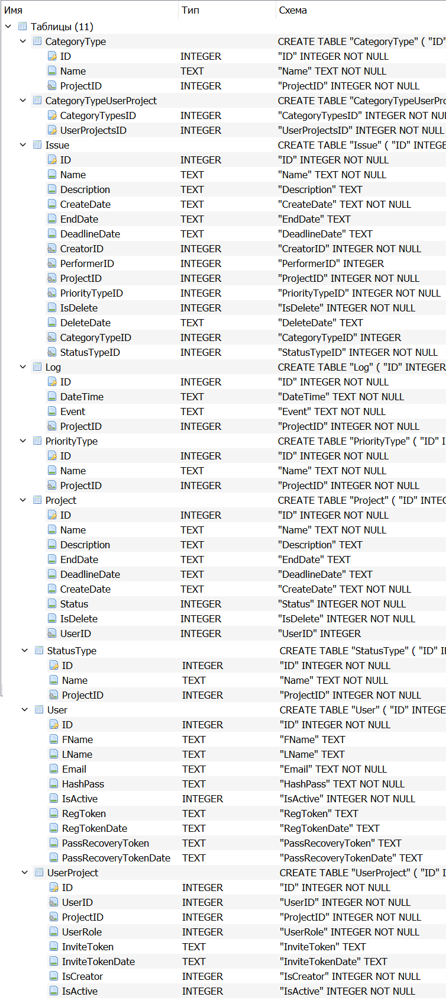 Имя Тип Схема
Таблицы (11)
CategoryType CREATE TABLE "CategoryType" ( "ID"
ID INTEGER "ID" INTEGER NOT NULL
Name TEXT "Name" TEXT NOT NULL
ProjectID INTEGER "ProjectID" INTEGER NOT NULL
CategoryTypeUserProject CREATE TABLE "CategoryTypeUserPro
CategoryTypesID INTEGER "CategoryTypesID" INTEGER NOT NUL
UserProjectsID INTEGER "UserProjectsID" INTEGER NOT NULL
Issue CREATE TABLE "Issue" ( "ID" INTEGE
ID INTEGER "ID" INTEGER NOT NULL
Name TEXT "Name" TEXT NOT NULL
Description TEXT "Description" TEXT
CreateDate TEXT "CreateDate" TEXT NOT NULL
EndDate TEXT "EndDate" TEXT
DeadlineDate TEXT "DeadlineDate" TEXT
CreatorID INTEGER "CreatorID" INTEGER NOT NULL
PerformerID INTEGER "PerformerID" INTEGER
ProjectID INTEGER "ProjectID" INTEGER NOT NULL
PriorityTypeID INTEGER "PriorityTypeID" INTEGER NOT NULL
IsDelete INTEGER "IsDelete" INTEGER NOT NULL
DeleteDate TEXT "DeleteDate" TEXT
CategoryTypeID INTEGER "CategoryTypeID" INTEGER
StatusTypeID INTEGER "StatusTypeID" INTEGER NOT NULL
Log CREATE TABLE "Log" ( "ID" INTEGER
ID INTEGER "ID" INTEGER NOT NULL
DateTime TEXT "DateTime" TEXT NOT NULL
Event TEXT "Event" TEXT NOT NULL
ProjectID INTEGER "ProjectID" INTEGER NOT NULL
PriorityType CREATE TABLE "PriorityType" ( "ID" I
ID INTEGER "ID" INTEGER NOT NULL
Name TEXT "Name" TEXT NOT NULL
ProjectID INTEGER "ProjectID" INTEGER NOT NULL
Project CREATE TABLE "Project" ( "ID" INTEG
ID INTEGER "ID" INTEGER NOT NULL
Name TEXT "Name" TEXT NOT NULL
Description TEXT "Description" TEXT
EndDate TEXT "EndDate" TEXT
DeadlineDate TEXT "DeadlineDate" TEXT
CreateDate TEXT "CreateDate" TEXT NOT NULL
Status INTEGER "Status" INTEGER NOT NULL
IsDelete INTEGER "IsDelete" INTEGER NOT NULL
UserID INTEGER "UserID" INTEGER
StatusType CREATE TABLE "StatusType" ( "ID" IN
ID INTEGER "ID" INTEGER NOT NULL
Name TEXT "Name" TEXT NOT NULL
ProjectID INTEGER "ProjectID" INTEGER NOT NULL
User CREATE TABLE "User" ( "ID" INTEGE
ID INTEGER "ID" INTEGER NOT NULL
FName TEXT "FName" TEXT
LName TEXT "LName" TEXT
Email TEXT "Email" TEXT NOT NULL
HashPass TEXT "HashPass" TEXT NOT NULL
IsActive INTEGER "IsActive" INTEGER NOT NULL
RegToken TEXT "RegToken" TEXT
RegTokenDate TEXT "RegTokenDate" TEXT
PassRecoveryToken TEXT "PassRecoveryToken" TEXT
PassRecoveryTokenDate TEXT "PassRecoveryTokenDate" TEXT
UserProject CREATE TABLE "UserProject" ( "ID" I
ID INTEGER "ID" INTEGER NOT NULL
UserID INTEGER "UserID" INTEGER NOT NULL
ProjectID INTEGER "ProjectID" INTEGER NOT NULL
UserRole INTEGER "UserRole" INTEGER NOT NULL
InviteToken TEXT "InviteToken" TEXT
InviteTokenDate TEXT "InviteTokenDate" TEXT
IsCreator INTEGER "IsCreator" INTEGER NOT NULL
IsActive INTEGER "IsActive" INTEGER NOT NULL